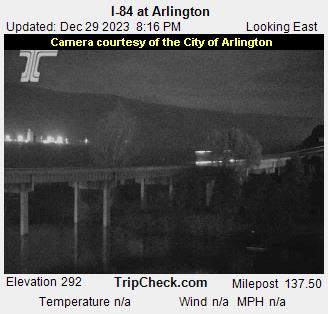 I-84 at Arlington
Updated: Dec 29 2023 8:16 PM Looking East
Camera courtesy of the City of Arlington
Elevation 292 TripCheck.com Milepost 137.50
Temperature n/a Wind n/a MPH n/a